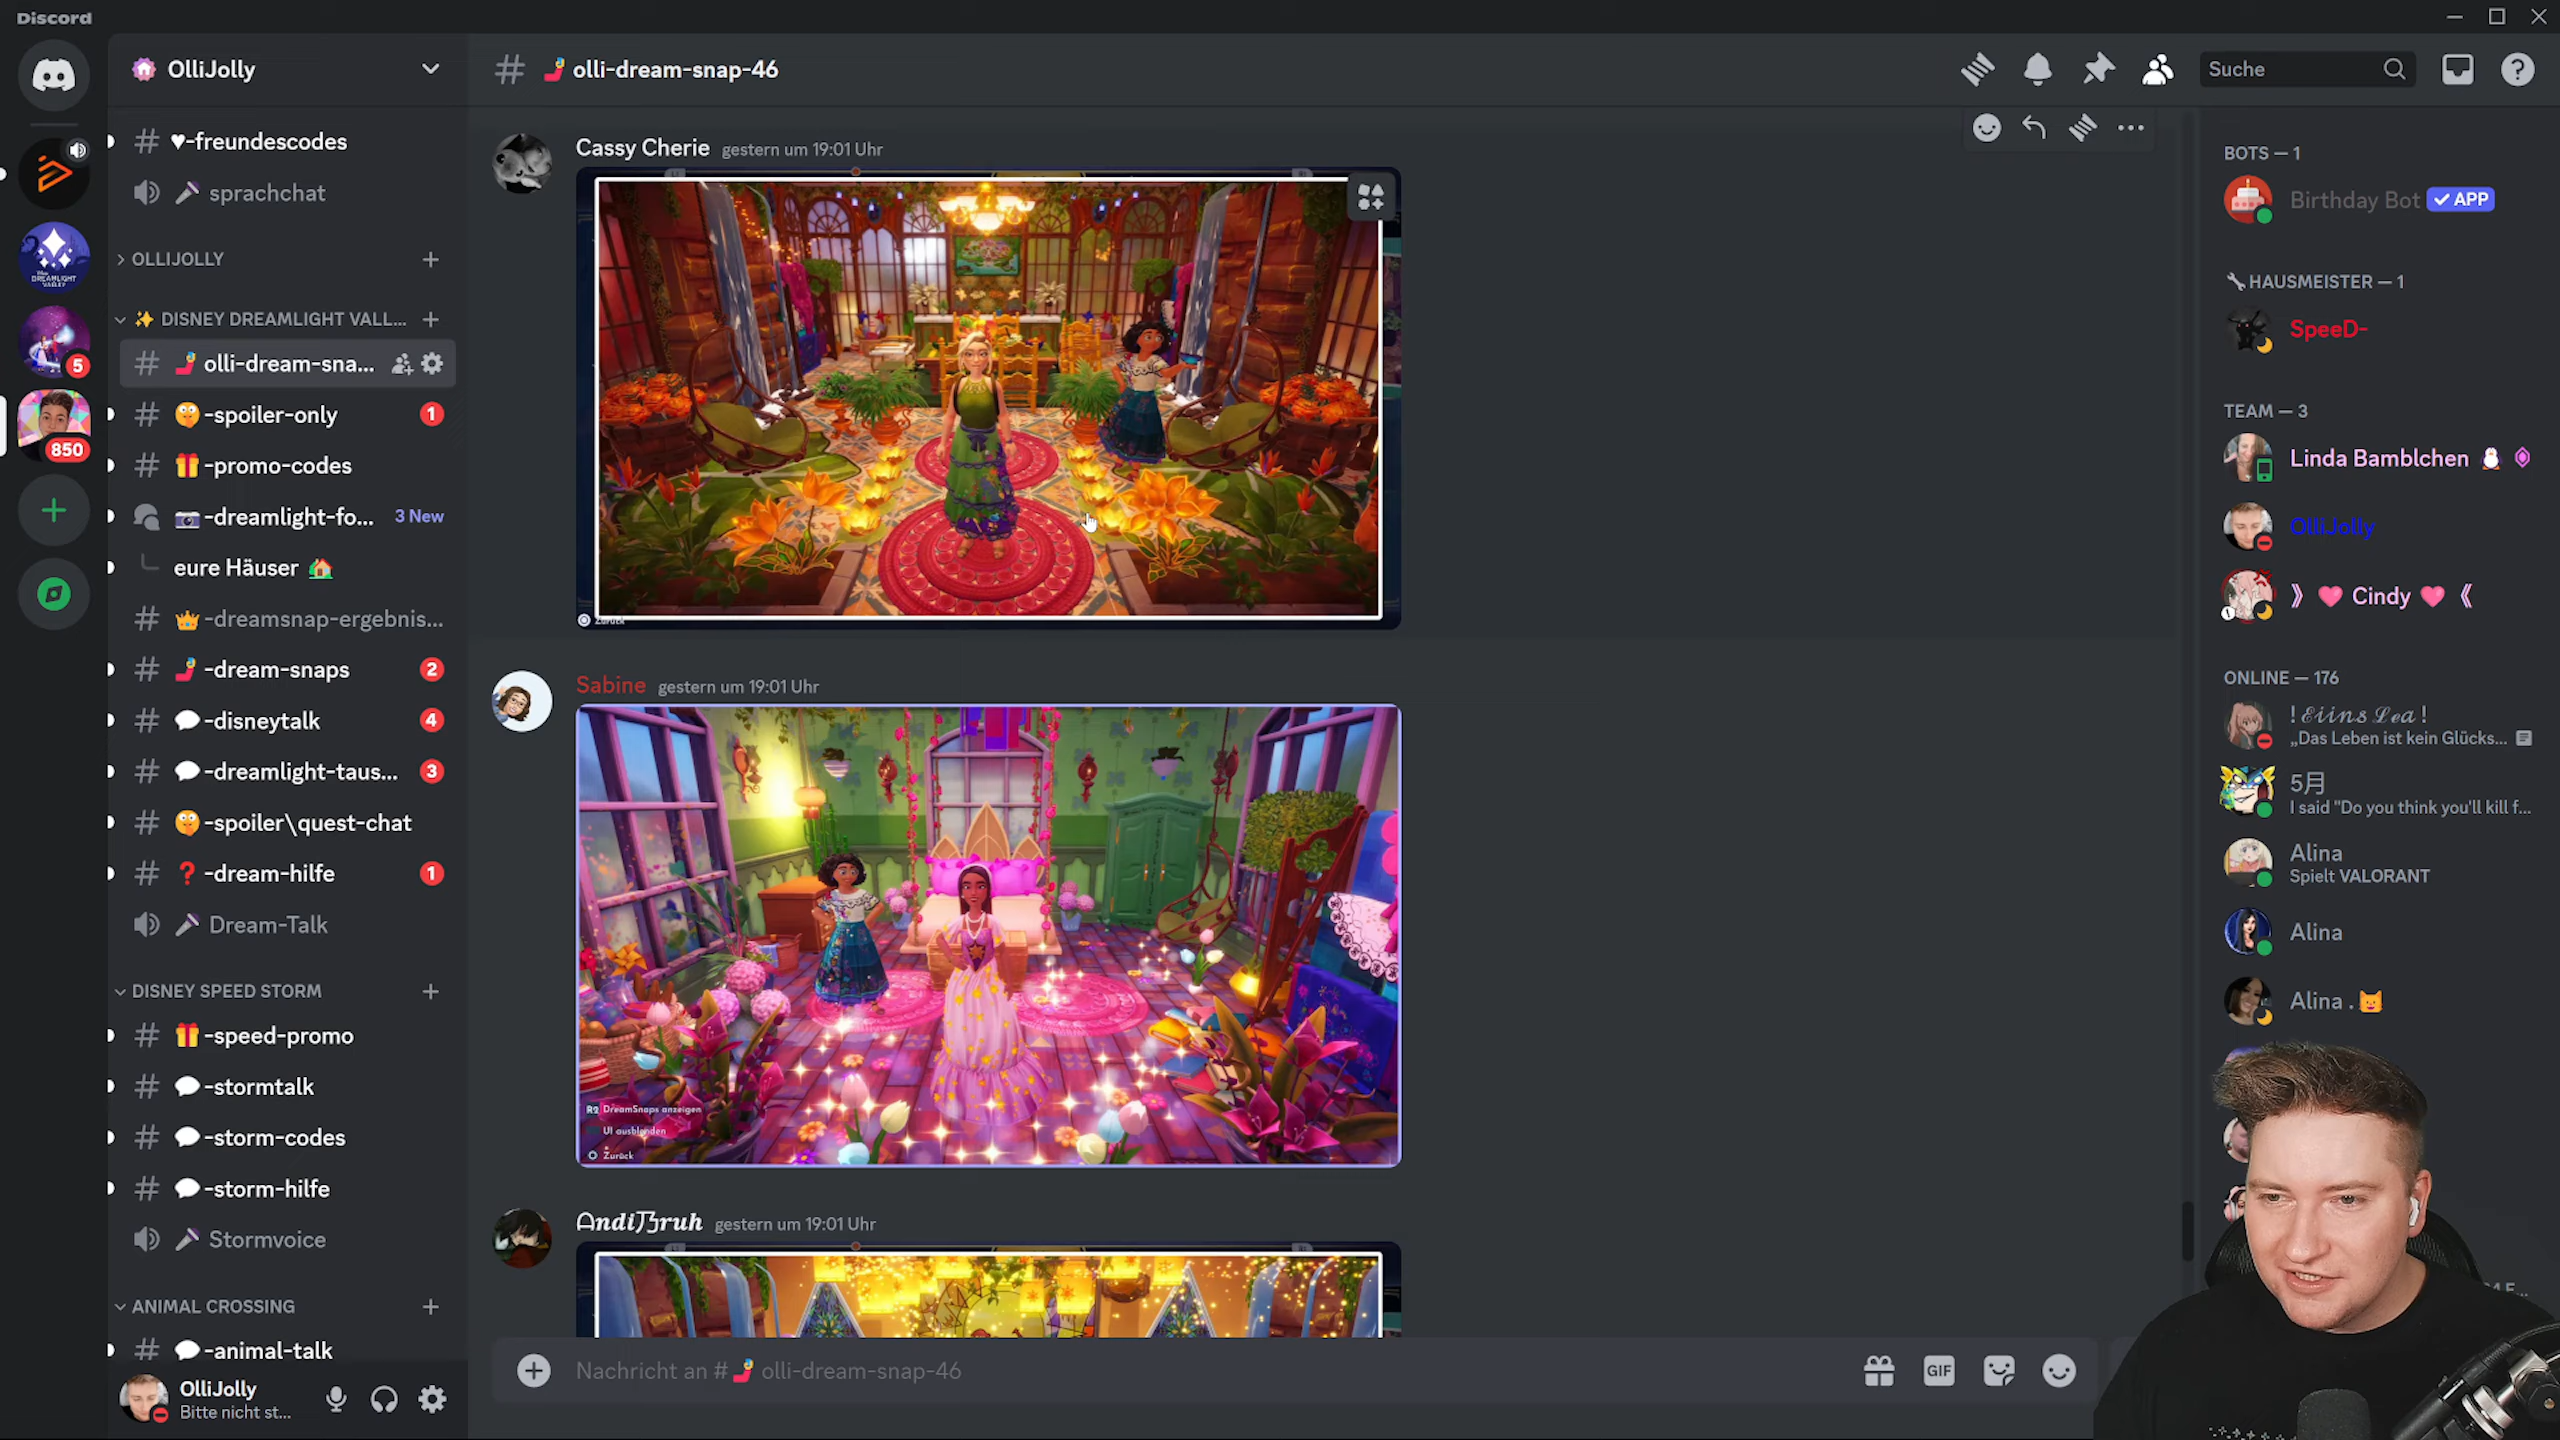 Discord
OlliJolly
♥-freundescodes
sprachchat
OLLIJOLLY
DISNEY DREAMLIGHT VALL...
olli-dream-sna...
-spoiler-only
1
-promo-codes
-dreamlight-fo...
3 New
eure Häuser
-dreamsnap-ergebnis...
-dream-snaps
2
-disneytalk
4
-dreamlight-taus...
3
-spoiler\quest-chat
-dream-hilfe
1
Dream-Talk
DISNEY SPEED STORM
-speed-promo
-stormtalk
-storm-codes
-storm-hilfe
Stormvoice
ANIMAL CROSSING
-animal-talk
OlliJolly
Bitte nicht st...
DREAMLIGHT
5
850
olli-dream-snap-46
Suche
Cassy Cherie gestern um 19:01 Uhr
Zurück
Sabine gestern um 19:01 Uhr
R2 DreamSnaps anzeigen
UI ausblenden
Zurück
AndiBruh gestern um 19:01 Uhr
Nachricht an # olli-dream-snap-46
GIF
BOTS — 1
Birthday Bot APP
HAUSMEISTER — 1
SpeeD-
TEAM — 3
Linda Bamblchen
OlliJolly
》 Cindy 《
ONLINE — 176
! Eiins Lea !
„Das Leben ist kein Glücks...
5月
I said "Do you think you'll kill f...
Alina
Spielt VALORANT
Alina
Alina .